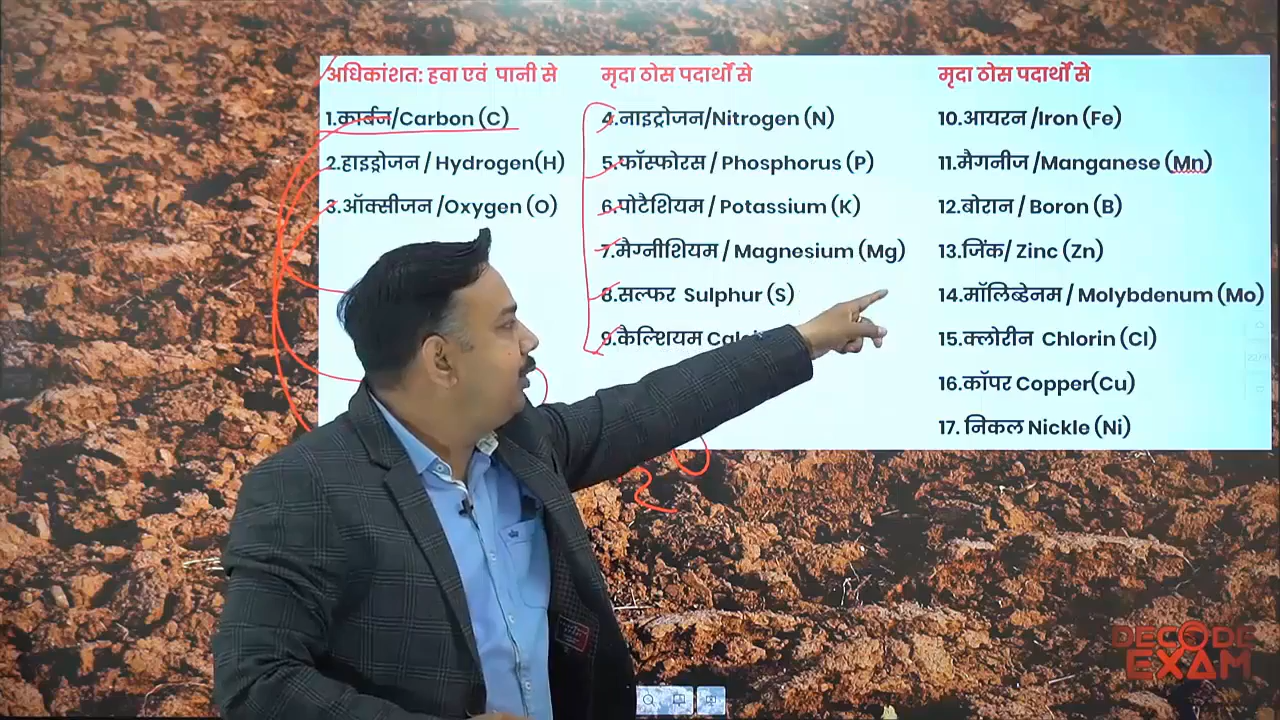 अधिकांशत: हवा एवं पानी से
1.कार्बन/Carbon (C)
2.हाइड्रोजन / Hydrogen(H)
3.ऑक्सीजन /Oxygen (O)
मृदा ठोस पदार्थों से
4.नाइट्रोजन/Nitrogen (N)
5.फॉस्फोरस / Phosphorus (P)
6.पोटैशियम / Potassium (K)
7.मैग्नीशियम / Magnesium (Mg)
8.सल्फर Sulphur (S)
9.कैल्शियम
मृदा ठोस पदार्थों से
10.आयरन /Iron (Fe)
11.मैगनीज /Manganese (Mn)
12.बोरान / Boron (B)
13.जिंक/ Zinc (Zn)
14.मॉलिब्डेनम / Molybdenum (Mo)
15.क्लोरीन Chlorin (Cl)
16.कॉपर Copper(Cu)
17. निकल Nickle (Ni)
DECODE
EXAM